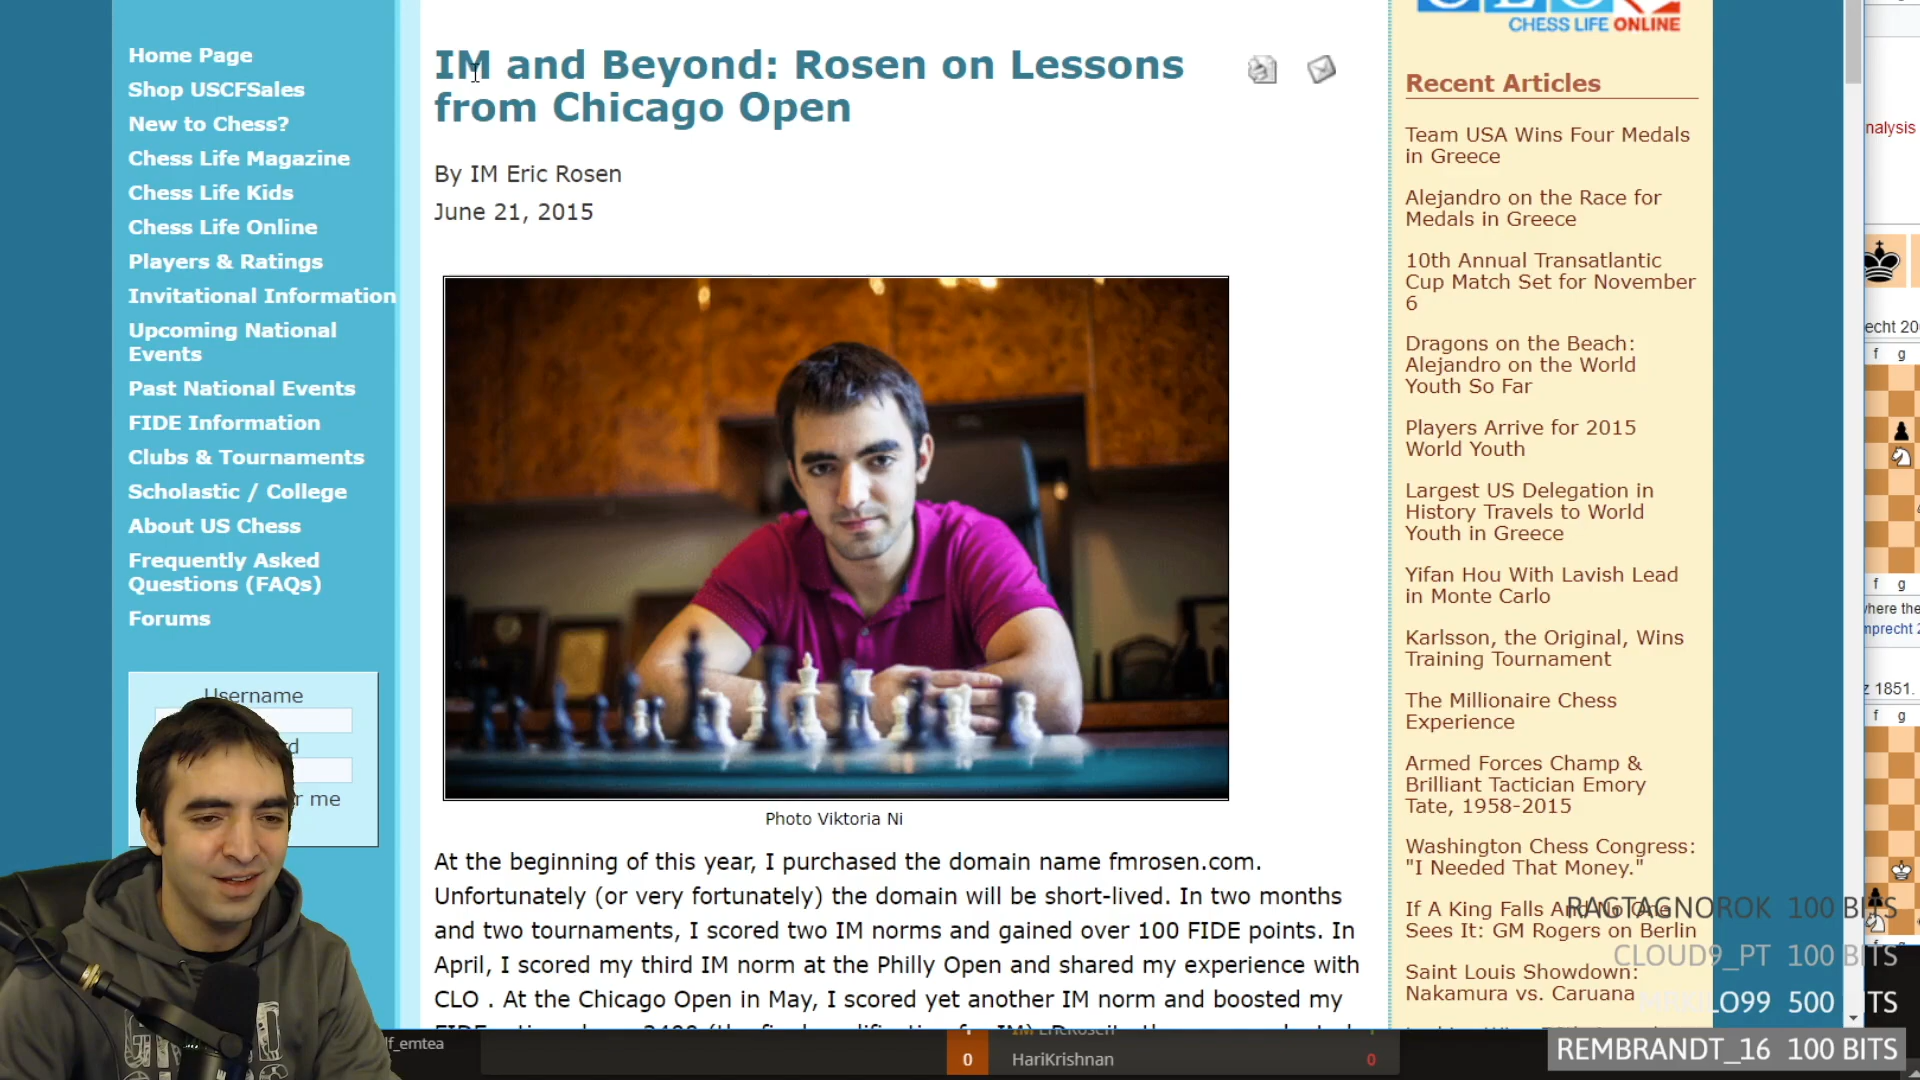 Home Page
Shop USCFSales
New to Chess?
Chess Life Magazine
Chess Life Kids
Chess Life Online
Players & Ratings
Invitational Information
Upcoming National
Events
Past National Events
FIDE Information
Clubs & Tournaments
Scholastic / College
About US Chess
Frequently Asked
Questions (FAQs)
Forums
Username
rd
r me
IM and Beyond: Rosen on Lessons
from Chicago Open
By IM Eric Rosen
June 21, 2015
Photo Viktoria Ni
At the beginning of this year, I purchased the domain name fmrosen.com.
Unfortunately (or very fortunately) the domain will be short-lived. In two months
and two tournaments, I scored two IM norms and gained over 100 FIDE points. In
April, I scored my third IM norm at the Philly Open and shared my experience with
CLO . At the Chicago Open in May, I scored yet another IM norm and boosted my
CHESS LIFE ONLINE
Recent Articles
Team USA Wins Four Medals
in Greece
Alejandro on the Race for
Medals in Greece
10th Annual Transatlantic
Cup Match Set for November
6
Dragons on the Beach:
Alejandro on the World
Youth So Far
Players Arrive for 2015
World Youth
Largest US Delegation in
History Travels to World
Youth in Greece
Yifan Hou With Lavish Lead
in Monte Carlo
Karlsson, the Original, Wins
Training Tournament
The Millionaire Chess
Experience
Armed Forces Champ &
Brilliant Tactician Emory
Tate, 1958-2015
Washington Chess Congress:
"I Needed That Money."
If A King Falls And No One
Sees It: GM Rogers on Berlin
Saint Louis Showdown:
Nakamura vs. Caruana
nalysis
echt 20
f g
f g
where the
mprecht 2
z 1851.
f g
RAGTAGNOROK 100 BITS
CLOUD9_PT 100 BITS
500 BITS
REMBRANDT_16 100 BITS
lf_emtea
IM EricRosen
0 HariKrishnan 0